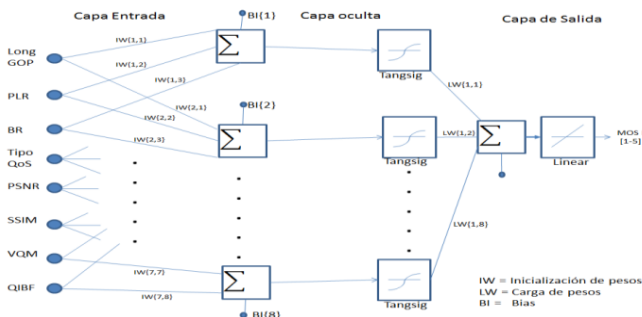 Capa Entrada
BI{1}
Capa oculta
Capa de Salida
Long
GOP
IW{1,1}
Σ
IW{1,2}
Tangsig
PLR
IW{1,3}
LW{1,1}
IW{2,1}
BI{2}
BR
IW{2,2}
IW{2,3}
Σ
LW{1,2}
Σ
MOS
[1-5]
Tipo
QoS
Tangsig
Linear
PSNR
SSIM
LW{1,8}
VQM
IW{7,7}
Σ
QIBF
IW{7,8}
Tangsig
BI{8}
IW = Inicialización de pesos
LW = Carga de pesos
BI = Bias